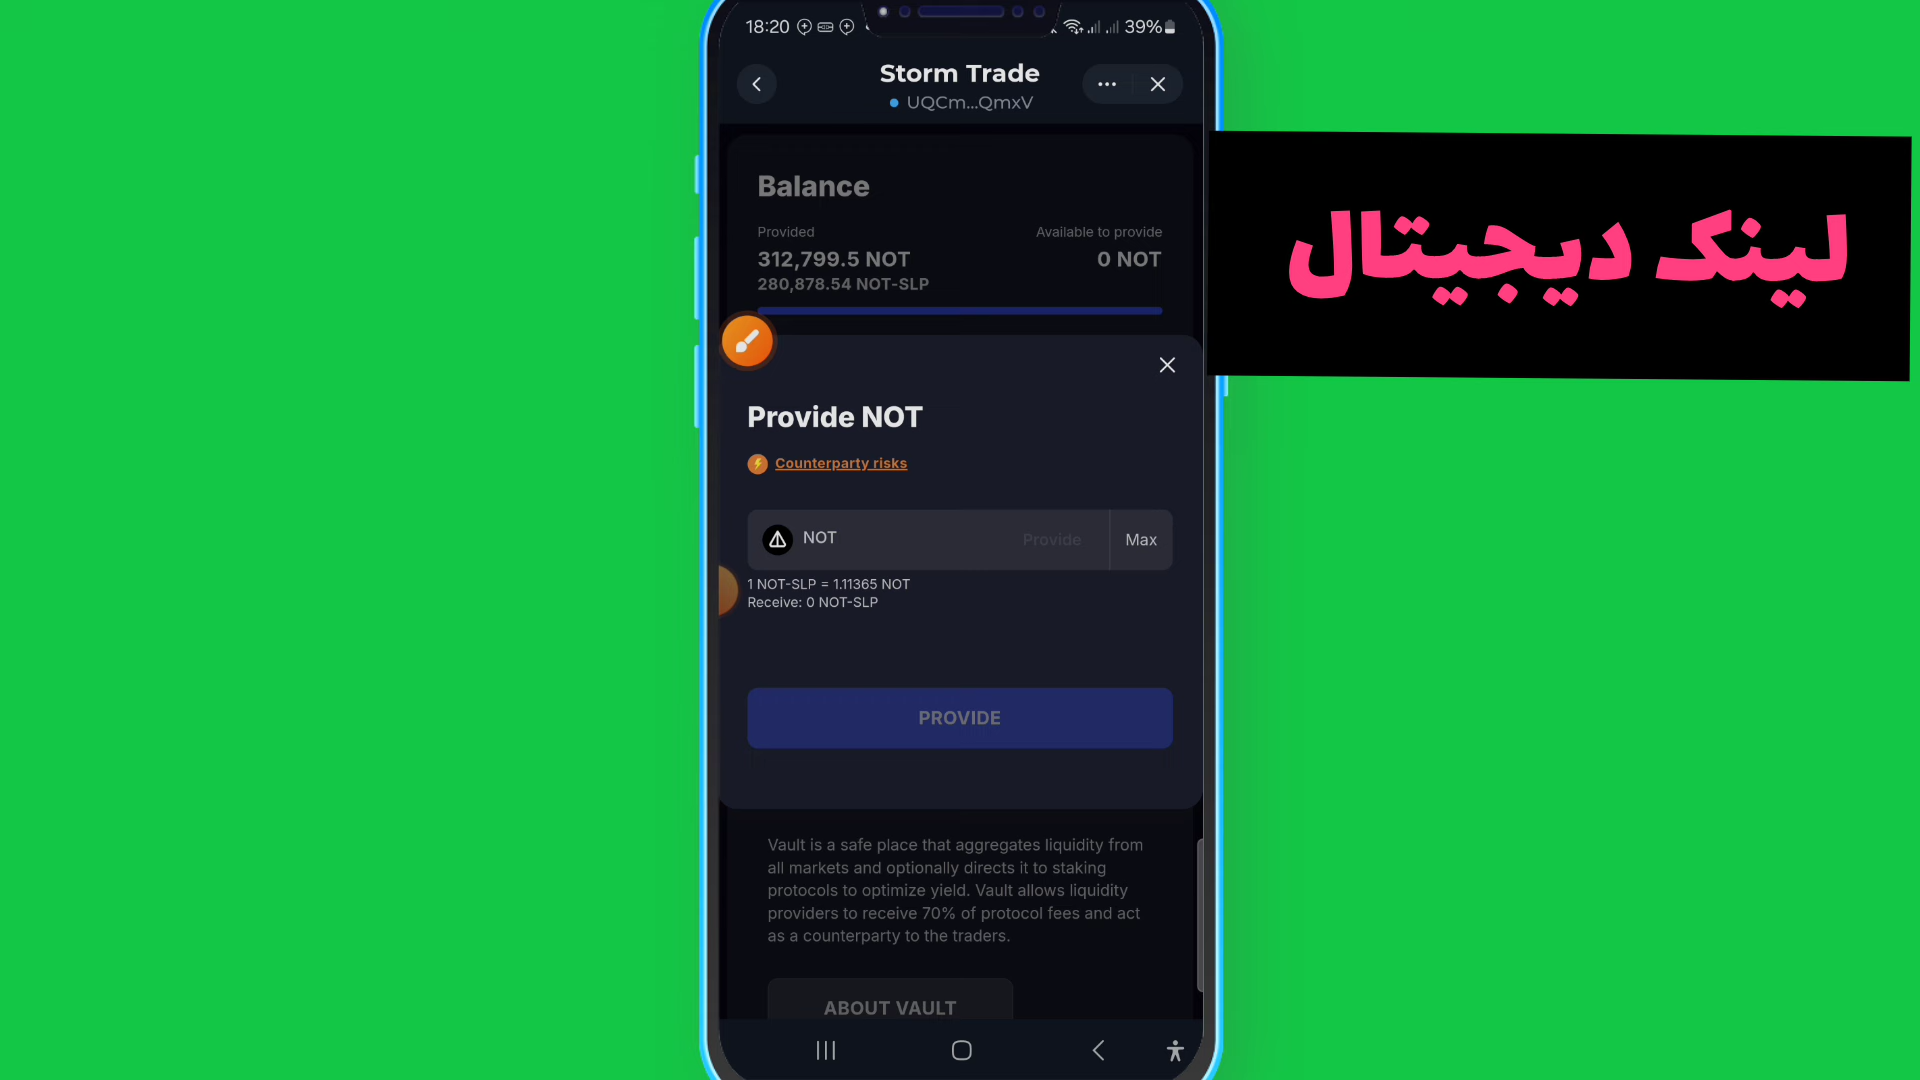 18:20
39%
Storm Trade
UQCm...QmxV
لینک دیجیتال
Balance
Provided
Available to provide
312,799.5 NOT
0 NOT
280,878.54 NOT-SLP
Provide NOT
Counterparty risks
NOT
Provide
Max
1 NOT-SLP = 1.11365 NOT
Receive: 0 NOT-SLP
PROVIDE
Vault is a safe place that aggregates liquidity from
all markets and optionally directs it to staking
protocols to optimize yield. Vault allows liquidity
providers to receive 70% of protocol fees and act
as a counterparty to the traders.
ABOUT VAULT